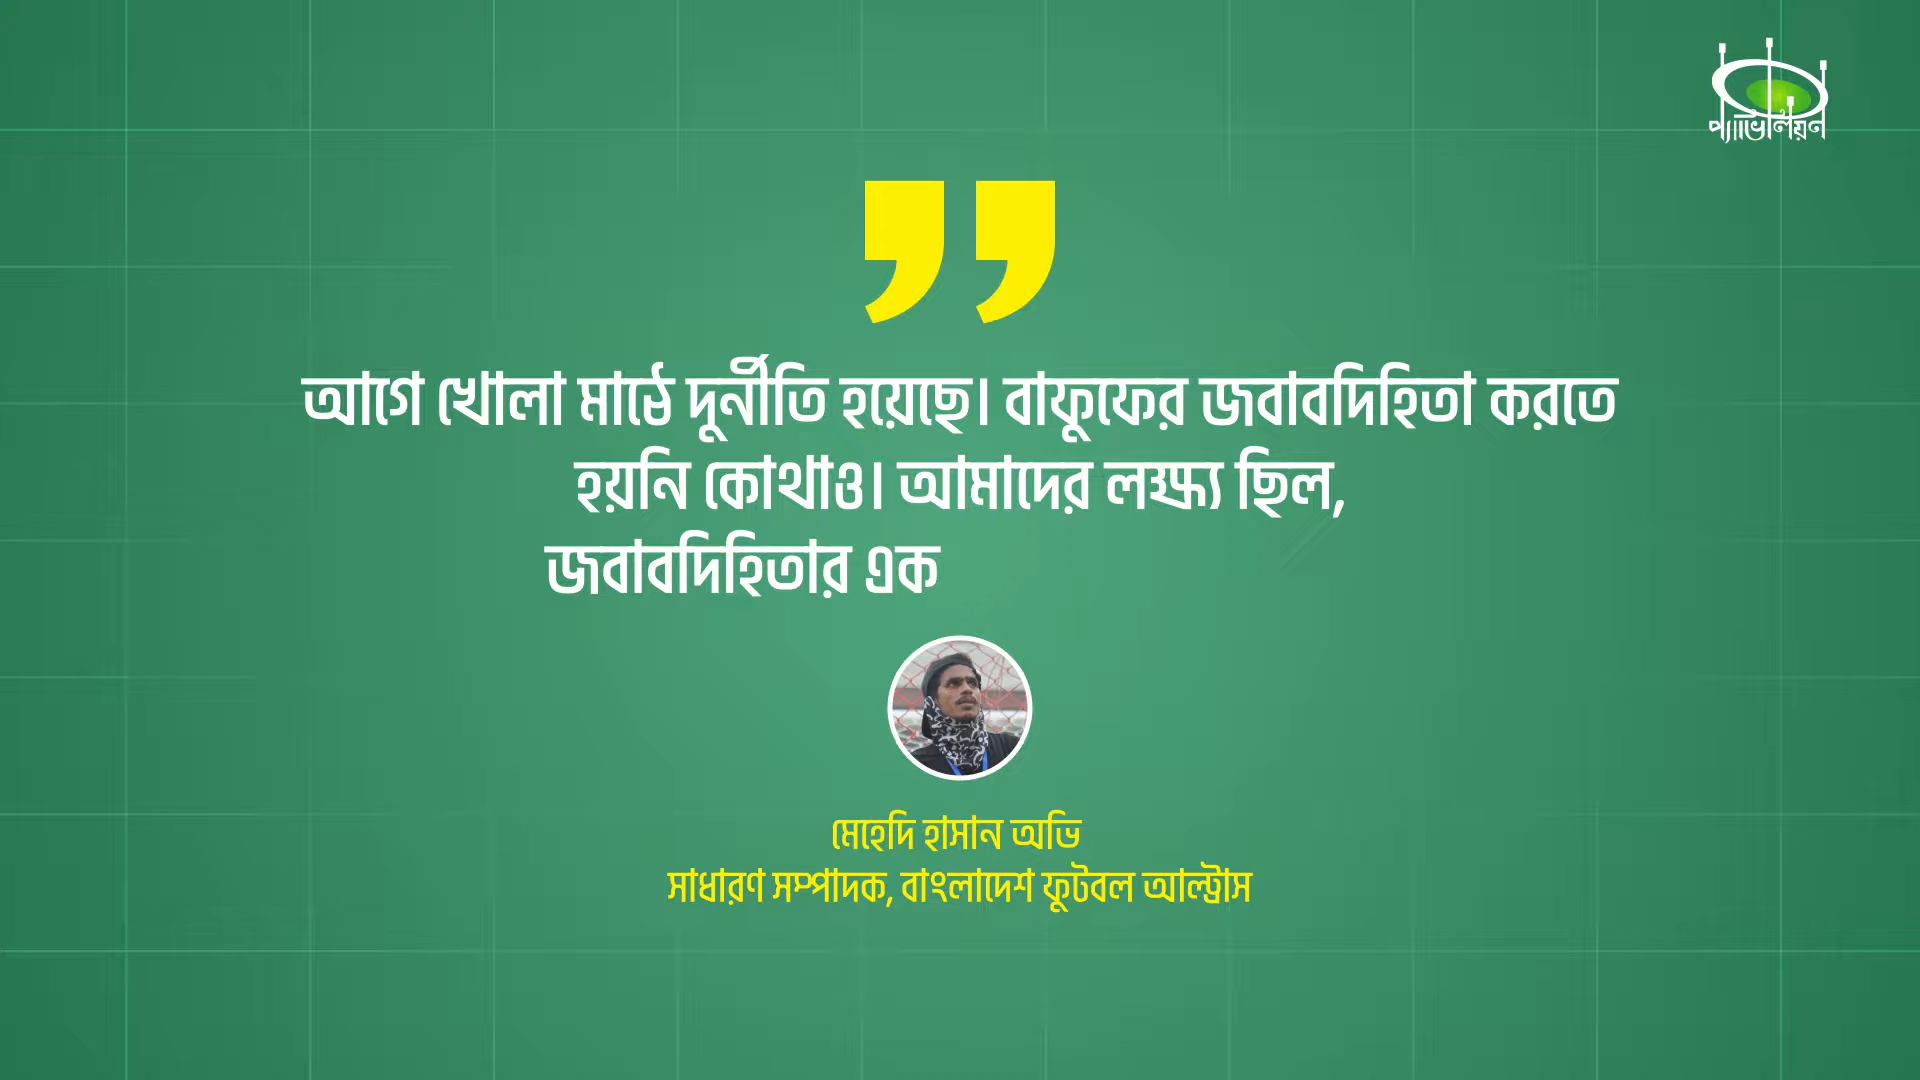 প্যাভিলিয়ন
আগে খোলা মাঠে দুর্নীতি হয়েছে। বাফুফের জবাবদিহিতা করতে
হয়নি কোথাও। আমাদের লক্ষ্য ছিল,
জবাবদিহিতার এক
মেহেদি হাসান অভি
সাধারণ সম্পাদক, বাংলাদেশ ফুটবল আল্ট্রাস